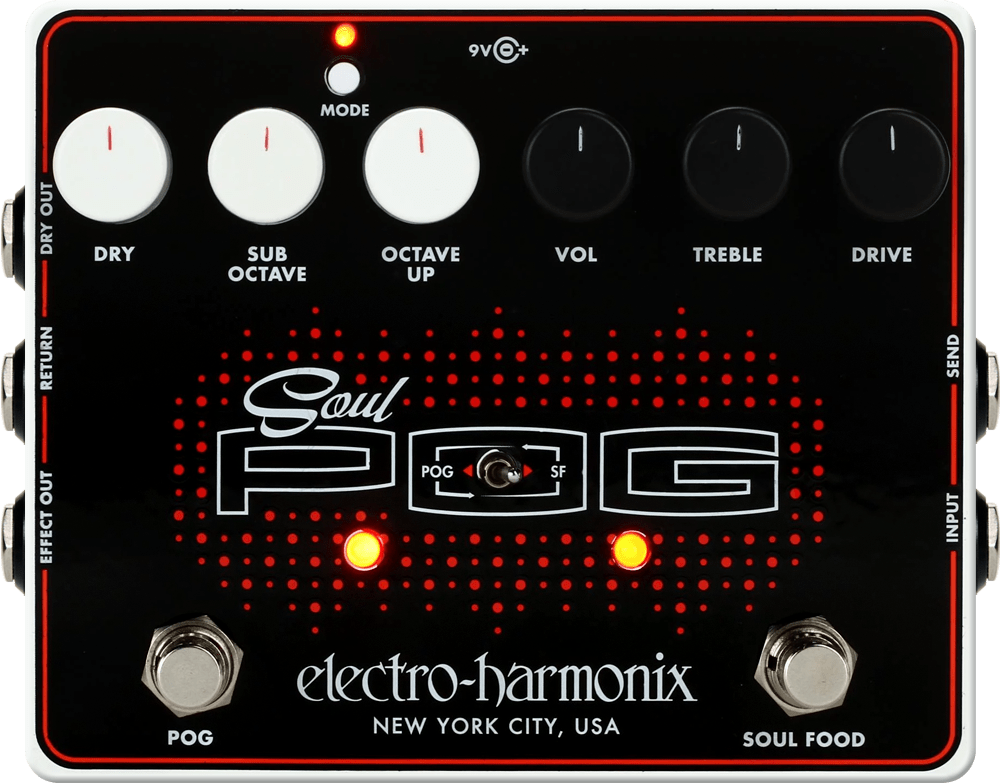 9V
MODE
DRY
SUB
OCTAVE
OCTAVE
UP
VOL
TREBLE
DRIVE
DRY OUT
RETURN
EFFECT OUT
SEND
INPUT
Soul
POG
POG
SF
electro-harmonix
NEW YORK CITY, USA
POG
SOUL FOOD